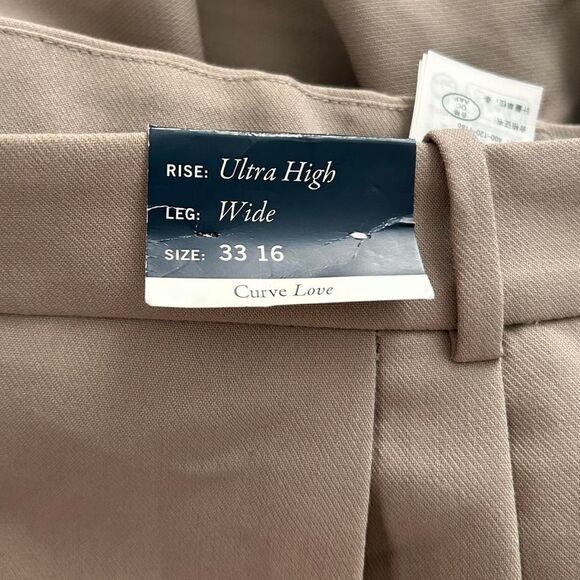 RISE: Ultra High
LEG: Wide
SIZE: 33 16
Curve Love